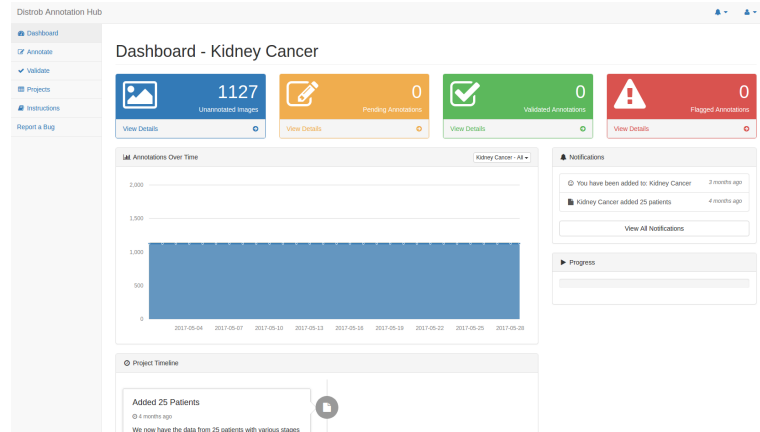 Distrob Annotation Hub
Dashboard
Annotate
Validate
Projects
Instructions
Report a Bug
Dashboard - Kidney Cancer
1127
Unannotated Images
View Details
0
Pending Annotations
View Details
0
Validated Annotations
View Details
0
Flagged Annotations
View Details
Annotations Over Time
Kidney Cancer - All
2,000
1,500
1,000
500
0
2017-05-04 2017-05-07 2017-05-10 2017-05-13 2017-05-16 2017-05-19 2017-05-22 2017-05-25 2017-05-28
Notifications
You have been added to: Kidney Cancer 3 months ago
Kidney Cancer added 25 patients 4 months ago
View All Notifications
Progress
Project Timeline
Added 25 Patients
4 months ago
We now have the data from 25 patients with various stages